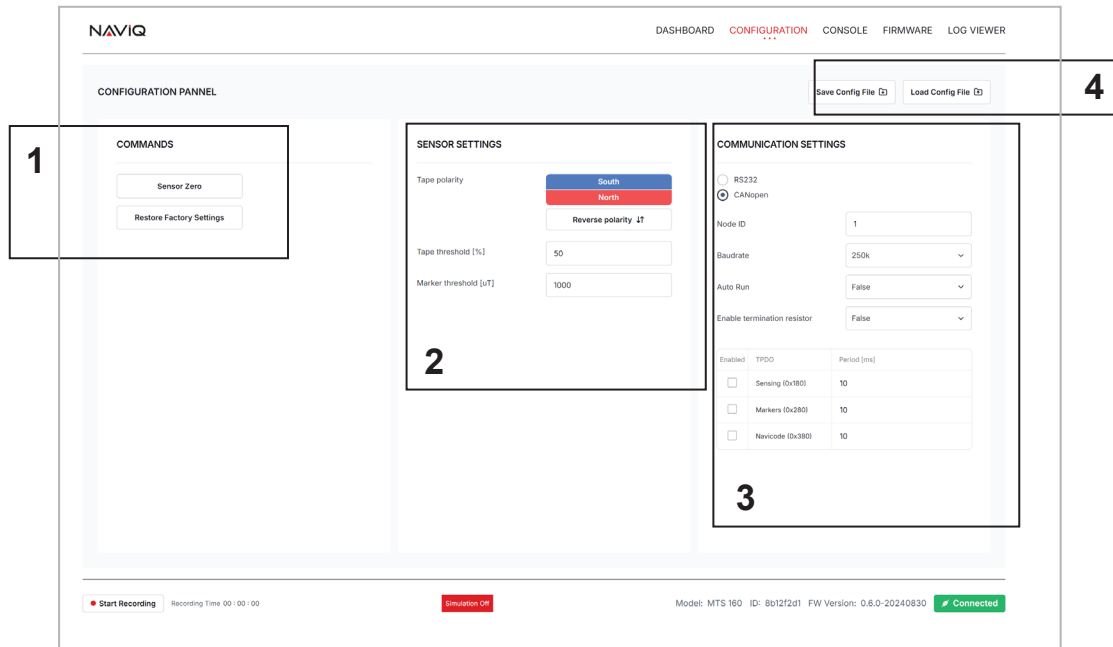 NAVIQ
DASHBOARD CONFIGURATION CONSOLE FIRMWARE LOG VIEWER
CONFIGURATION PANNEL
Save Config File
Load Config File
4
1
COMMANDS
Sensor Zero
Restore Factory Settings
SENSOR SETTINGS
Tape polarity
South
North
Reverse polarity
Tape threshold [%] 50
Marker threshold [uT] 1000
2
COMMUNICATION SETTINGS
RS232
CANopen
Node ID 1
Baudrate 250k
Auto Run False
Enable termination resistor False
Enabled TPDO Period [ms]
Sensing (0x180) 10
Markers (0x280) 10
Navicode (0x380) 10
3
Start Recording Recording Time 00 : 00 : 00
Simulation Off
Model: MTS 160 ID: 8b12f2d1 FW Version: 0.6.0-20240830 Connected